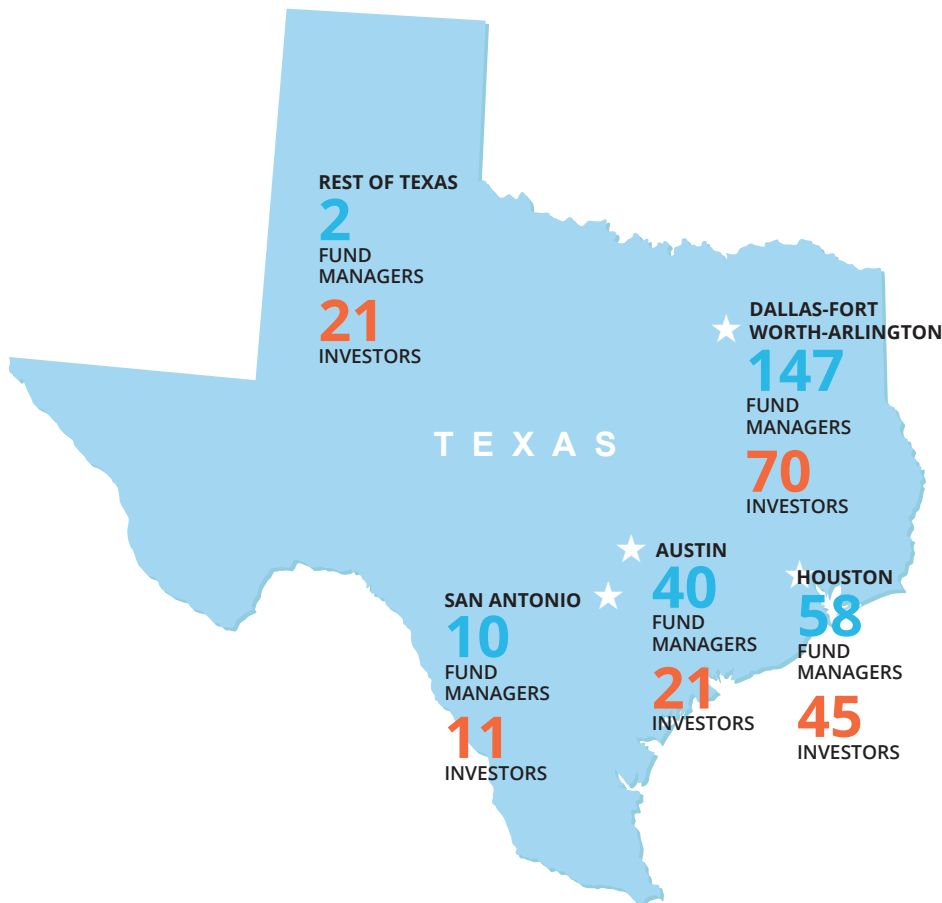 REST OF TEXAS
2
FUND
MANAGERS
21
INVESTORS
DALLAS-FORT
WORTH-ARLINGTON
147
FUND
MANAGERS
70
INVESTORS
TEXAS
AUSTIN
40
FUND
MANAGERS
21
INVESTORS
HOUSTON
58
FUND
MANAGERS
45
INVESTORS
SAN ANTONIO
10
FUND
MANAGERS
11
INVESTORS